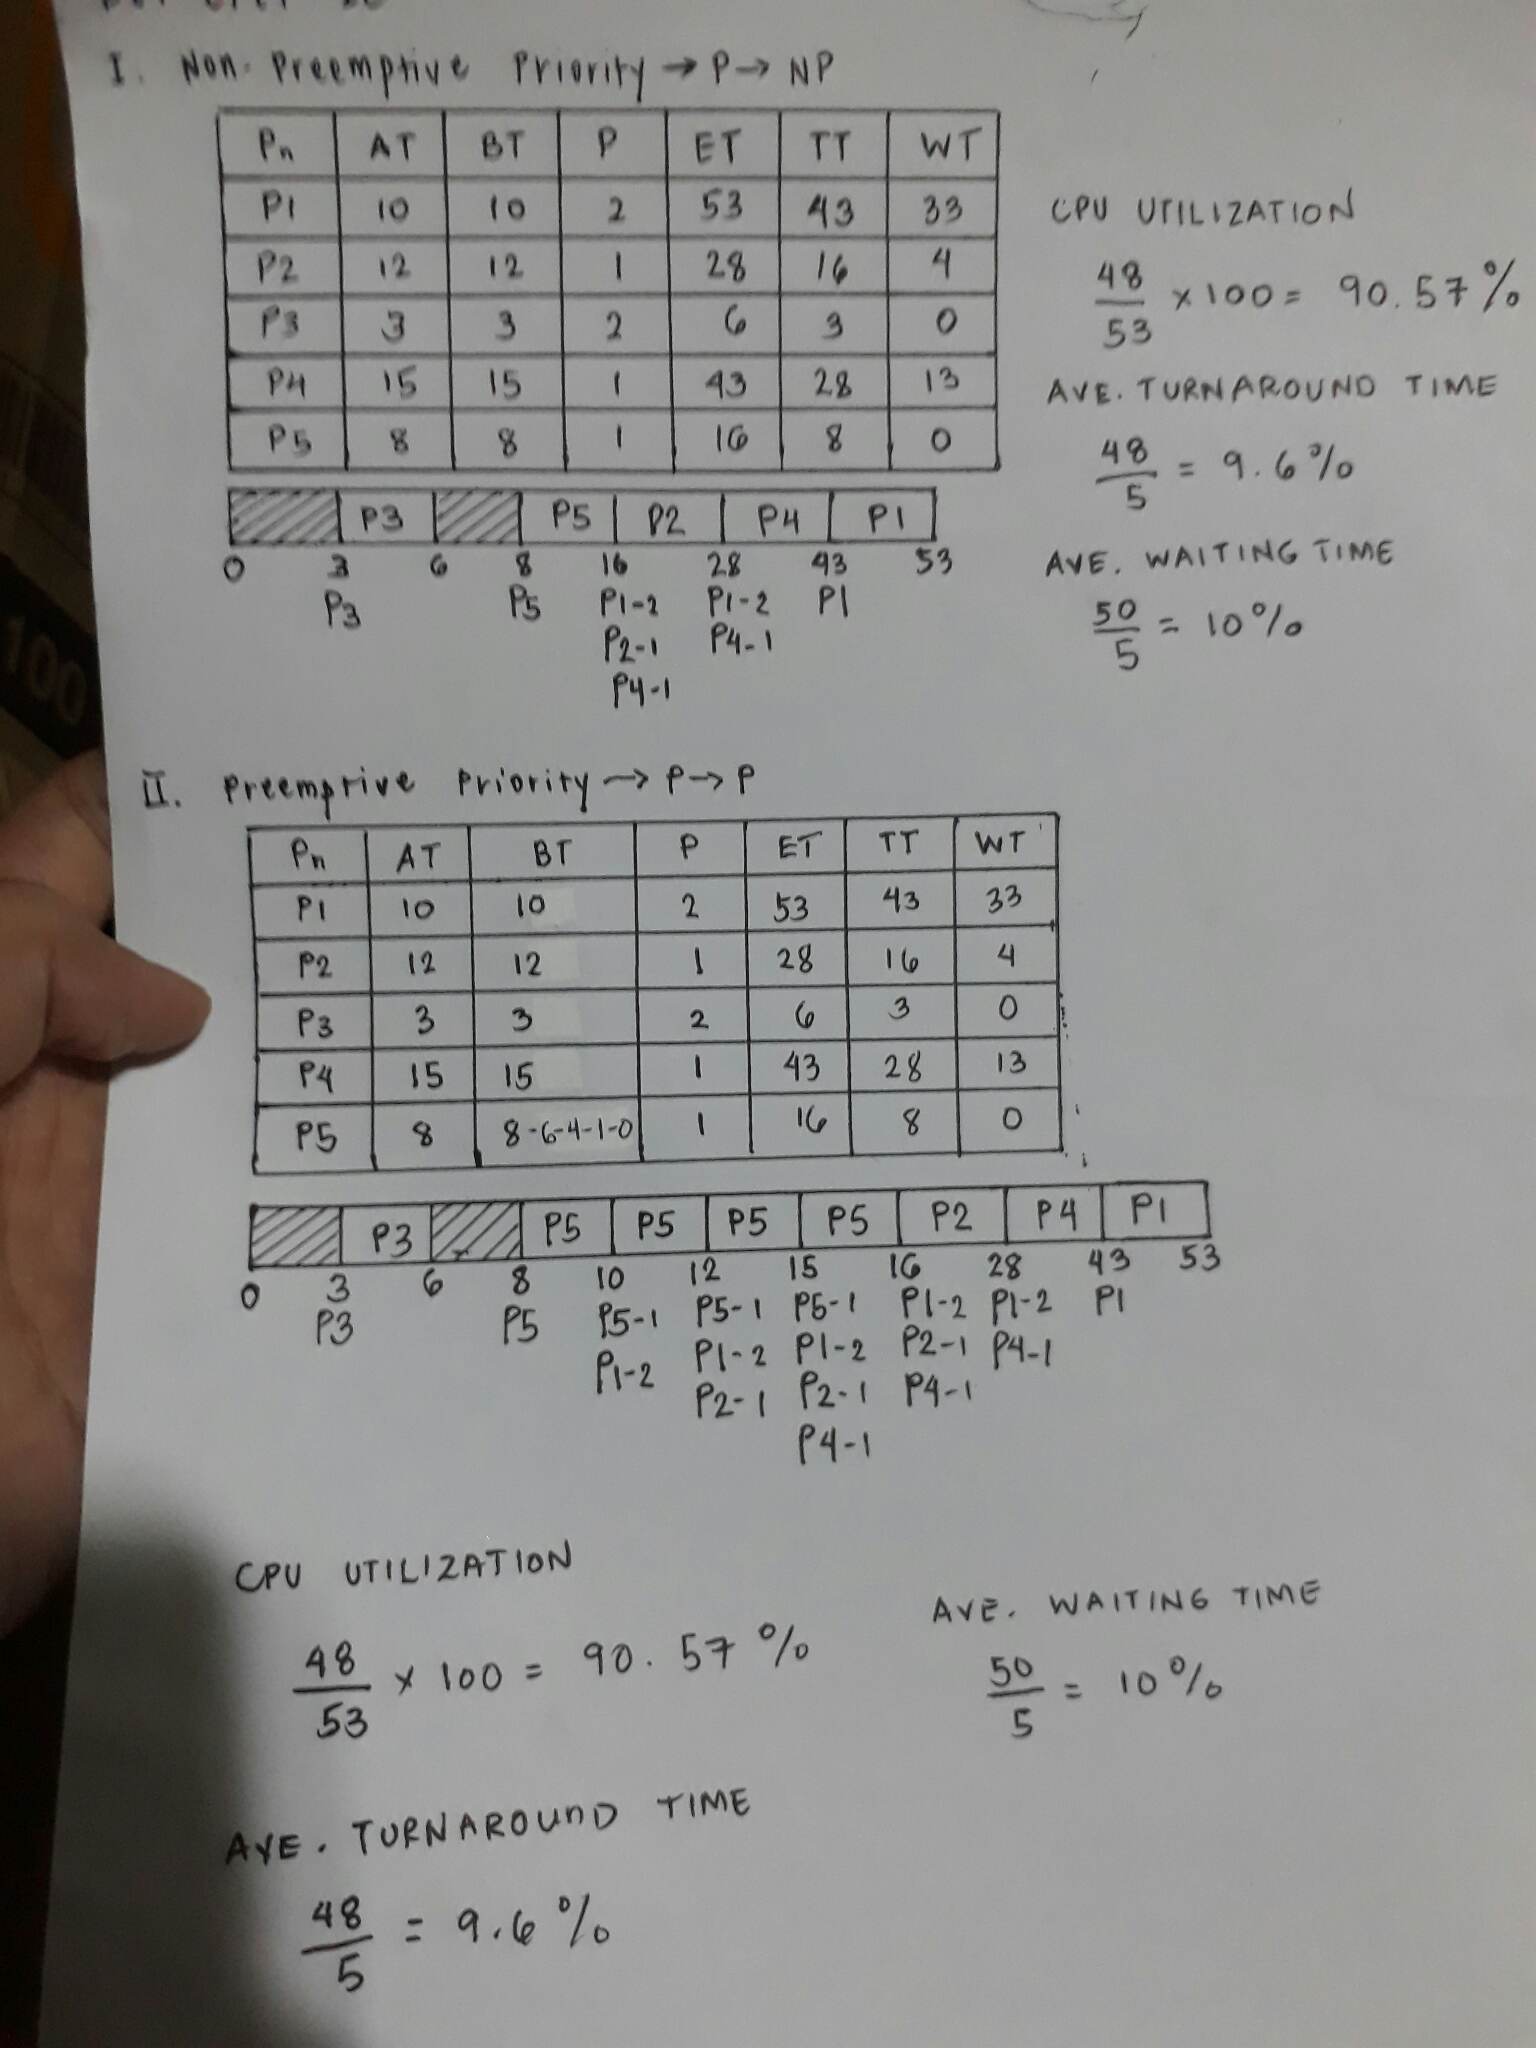 I. Non-Preemptive Priority → P → NP
Pn AT BT P ET TT WT
P1 10 10 2 53 43 33
P2 12 12 1 28 16 4
P3 3 3 2 6 3 0
P4 15 15 1 43 28 13
P5 8 8 1 16 8 0
P3 P5 P2 P4 P1
0 3 6 8 16 28 43 53
P3 P5 P1-2 P1-2 P1
P2-1 P4-1
P4-1
CPU UTILIZATION
48/53 x 100 = 90.57%
AVE. TURNAROUND TIME
48/5 = 9.6%
AVE. WAITING TIME
50/5 = 10%
II. Preemptive Priority → P → P
Pn AT BT P ET TT WT
P1 10 10 2 53 43 33
P2 12 12 1 28 16 4
P3 3 3 2 6 3 0
P4 15 15 1 43 28 13
P5 8 8-6-4-1-0 1 16 8 0
P3 P5 P5 P5 P5 P2 P4 P1
0 3 6 8 10 12 15 16 28 43 53
P3 P5 P5-1 P5-1 P5-1 P1-2 P1-2 P1
P1-2 P1-2 P1-2 P2-1 P4-1
P2-1 P2-1 P4-1
P4-1
CPU UTILIZATION
48/53 x 100 = 90.57%
AVE. WAITING TIME
50/5 = 10%
AVE. TURNAROUND TIME
48/5 = 9.6%
100